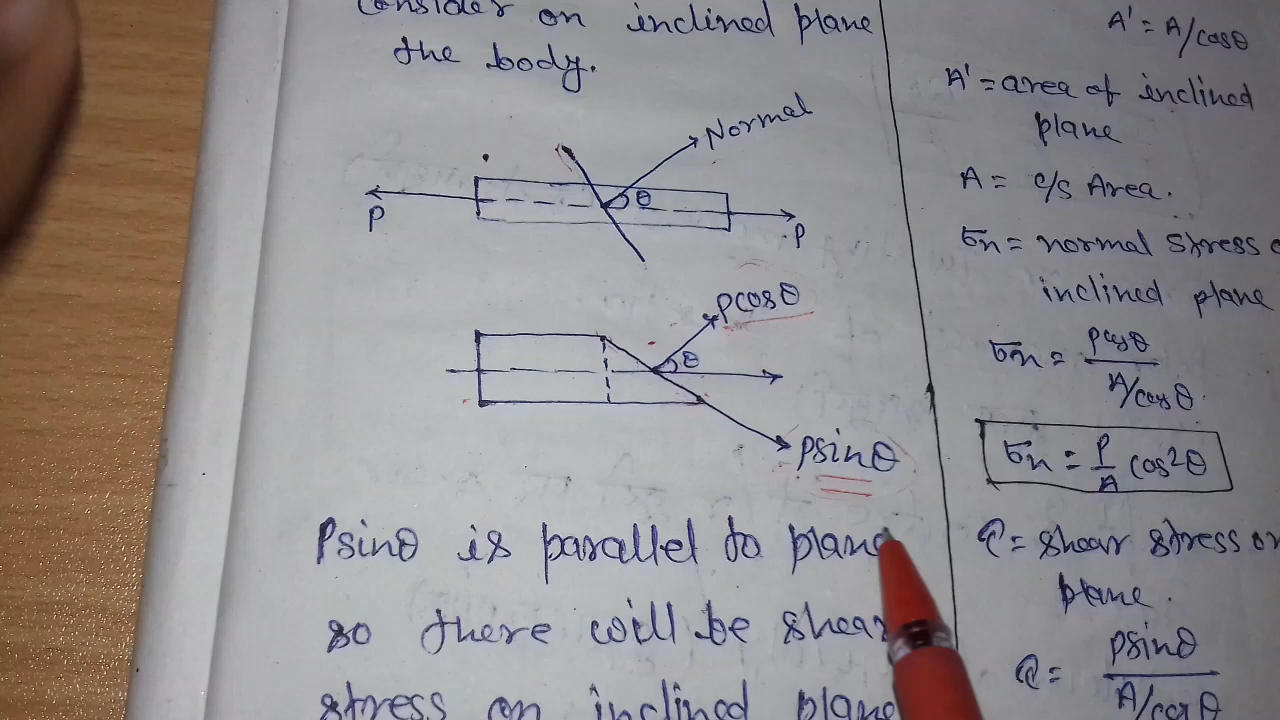 Consider on inclined plane
the body.
Normal
θ
P
P
Pcosθ
θ
Psinθ
Psinθ is parallel to plane
so there will be shear
stress on inclined plane
A' = A/cosθ
A' = area of inclined
plane
A = c/s Area.
σn = normal stress o
inclined plane
σn = Pcosθ
A/cosθ.
σn = P/A cos²θ
τ = shear stress on
plane.
τ = Psinθ
A/cosθ